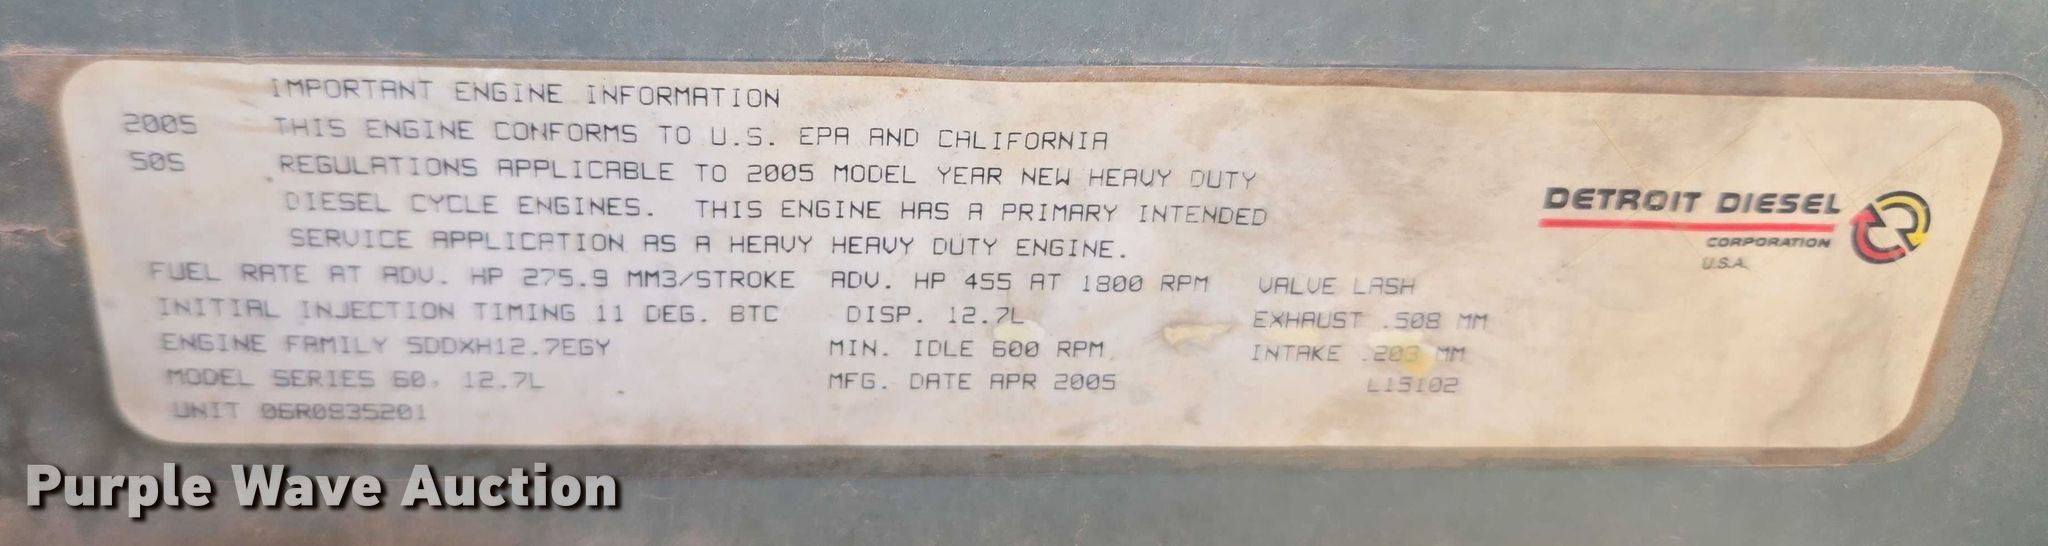 IMPORTANT ENGINE INFORMATION
2005 THIS ENGINE CONFORMS TO U.S. EPA AND CALIFORNIA
50S REGULATIONS APPLICABLE TO 2005 MODEL YEAR NEW HEAVY DUTY
DIESEL CYCLE ENGINES. THIS ENGINE HAS A PRIMARY INTENDED
SERVICE APPLICATION AS A HEAVY HEAVY DUTY ENGINE.
FUEL RATE AT ADV. HP 275.9 MM3/STROKE ADV. HP 455 AT 1800 RPM VALVE LASH
INITIAL INJECTION TIMING 11 DEG. BTC DISP. 12.7L EXHAUST .508 MM
ENGINE FAMILY 5DDXH12.7EGY MIN. IDLE 600 RPM INTAKE .203 MM
MODEL SERIES 60, 12.7L MFG. DATE APR 2005 L15102
UNIT 06R0835201
DETROIT DIESEL
CORPORATION
U.S.A.
Purple Wave Auction